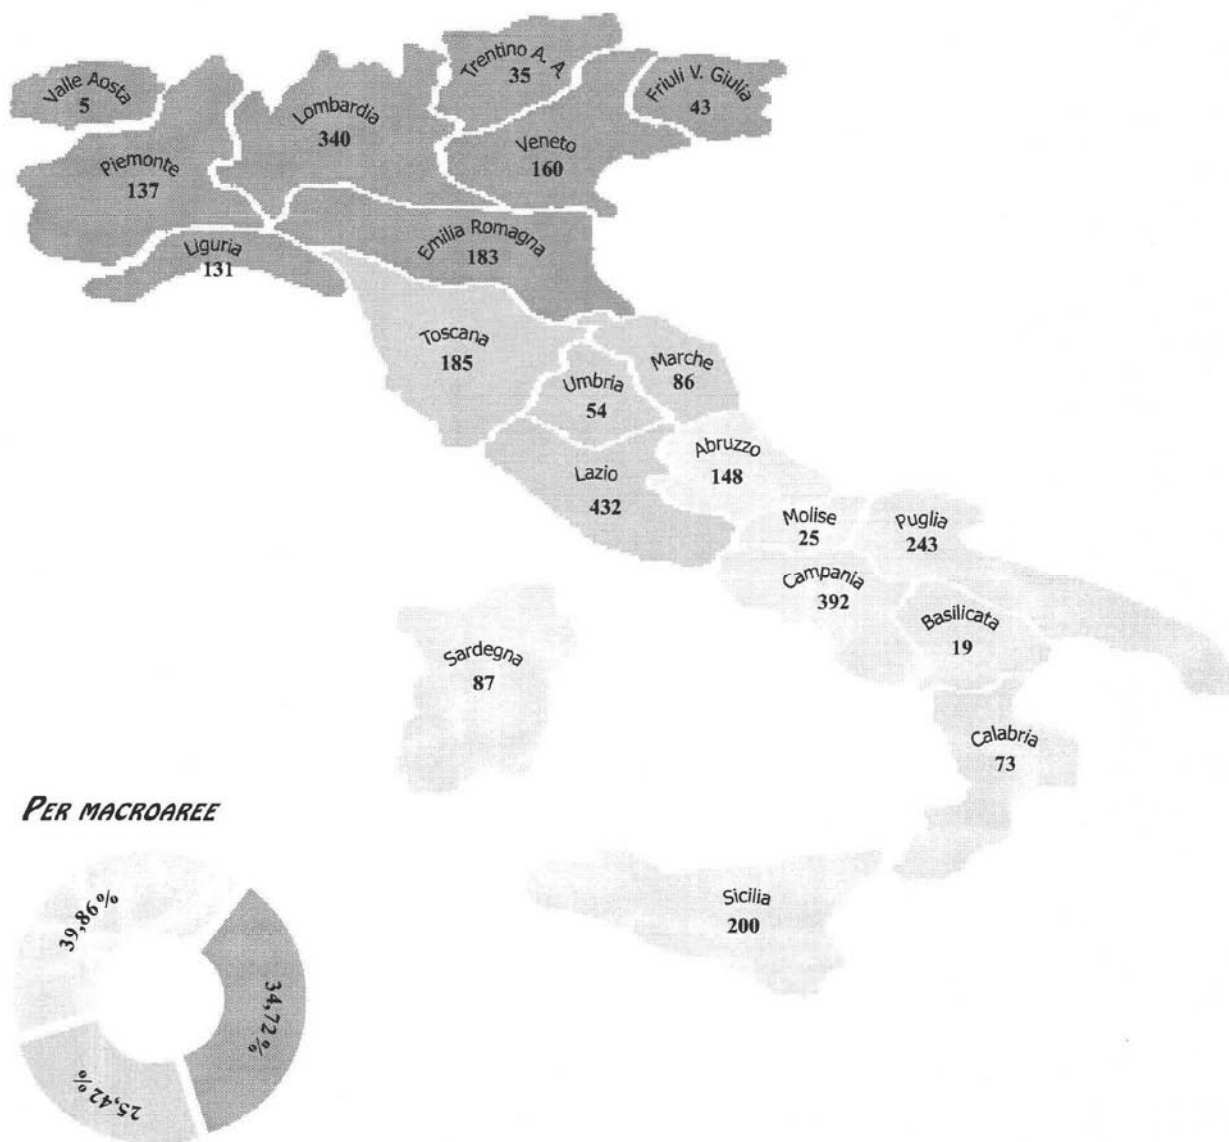 Trentino A. A.
35
Valle Aosta
5
Friuli V. Giulia
43
Lombardia
340
Veneto
160
Piemonte
137
Emilia Romagna
183
Liguria
131
Toscana
185
Marche
86
Umbria
54
Abruzzo
148
Lazio
432
Molise
25
Puglia
243
Campania
392
Basilicata
19
Sardegna
87
Calabria
73
PER MACROAREE
39,86%
34,72%
25,42%
Sicilia
200